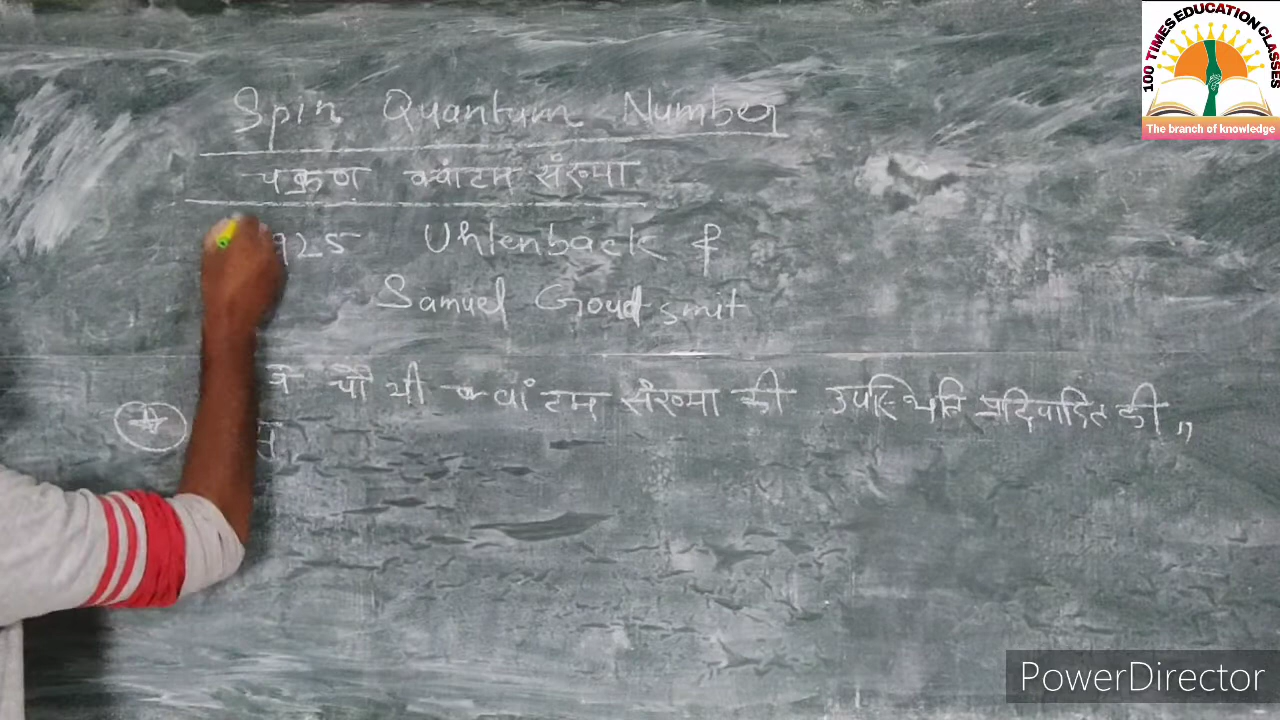 100 TIMES EDUCATION CLASSES
The branch of knowledge
Spin Quantum Number
चक्रण क्वांटम संख्या
925 Uhlenback &
Samuel Goudsmit
ने चौथी क्वांटम संख्या की उपस्थिति प्रदिपादित की,,
PowerDirector